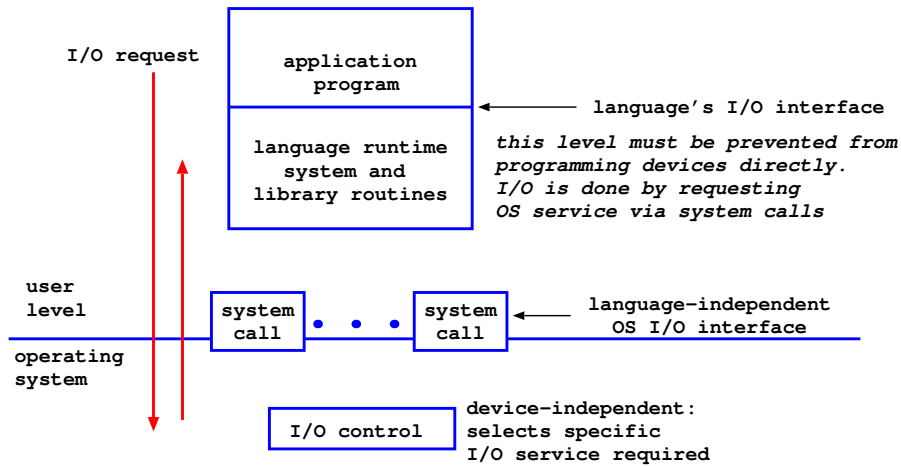 I/O request
application
program
language's I/O interface
language runtime
system and
library routines
this level must be prevented from
programming devices directly.
I/O is done by requesting
OS service via system calls
user
level
system
call
system
call
language-independent
OS I/O interface
operating
system
I/O control
device-independent:
selects specific
I/O service required